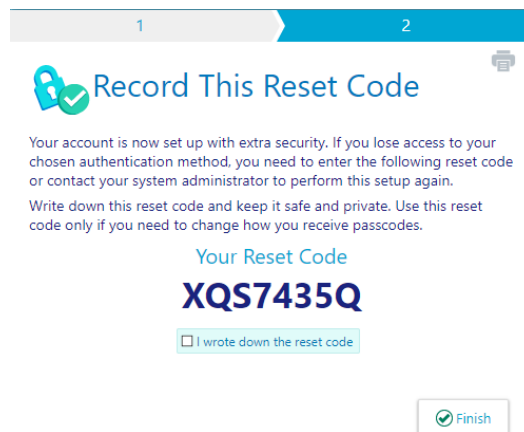 1
2
Record This Reset Code
Your account is now set up with extra security. If you lose access to your
chosen authentication method, you need to enter the following reset code
or contact your system administrator to perform this setup again.
Write down this reset code and keep it safe and private. Use this reset
code only if you need to change how you receive passcodes.
Your Reset Code
XQS7435Q
I wrote down the reset code
Finish